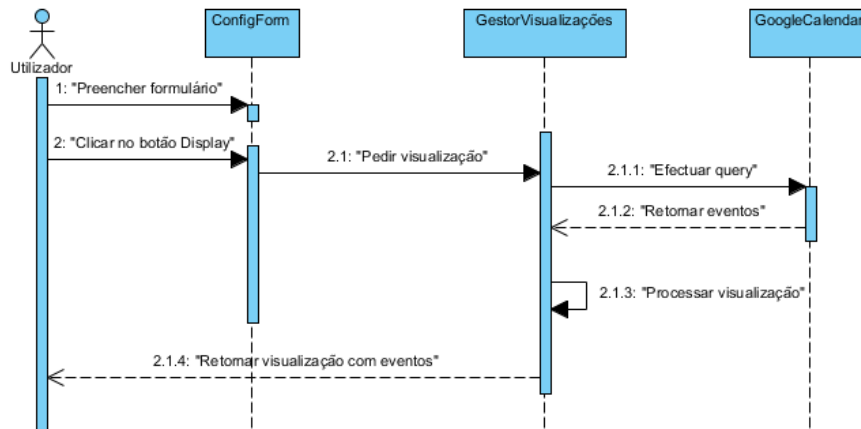 ConfigForm
GestorVisualizações
GoogleCalendar
Utilizador
1: "Preencher formulário"
2: "Clicar no botão Display"
2.1: "Pedir visualização"
2.1.1: "Efectuar query"
2.1.2: "Retornar eventos"
2.1.3: "Processar visualização"
2.1.4: "Retornar visualização com eventos"